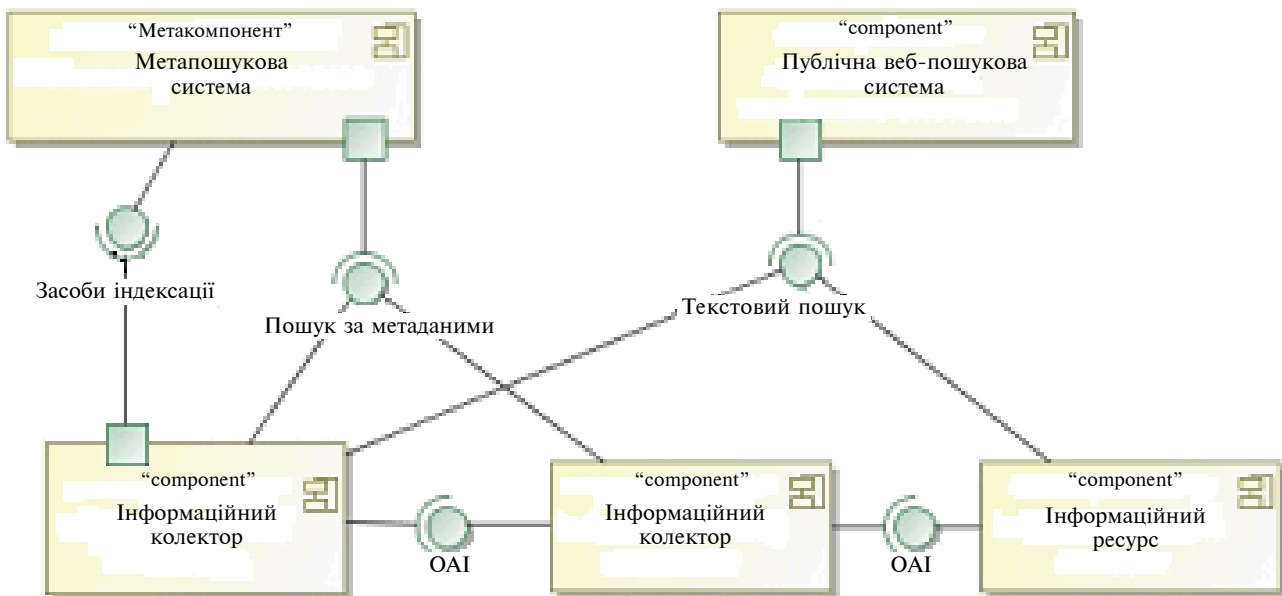 “Метакомпонент”
Метапошукова
система
“component”
Публічна веб-пошукова
система
Засоби індексації
Пошук за метаданими
Текстовий пошук
“component”
Інформаційний
колектор
OAI
“component”
Інформаційний
колектор
OAI
“component”
Інформаційний
ресурс